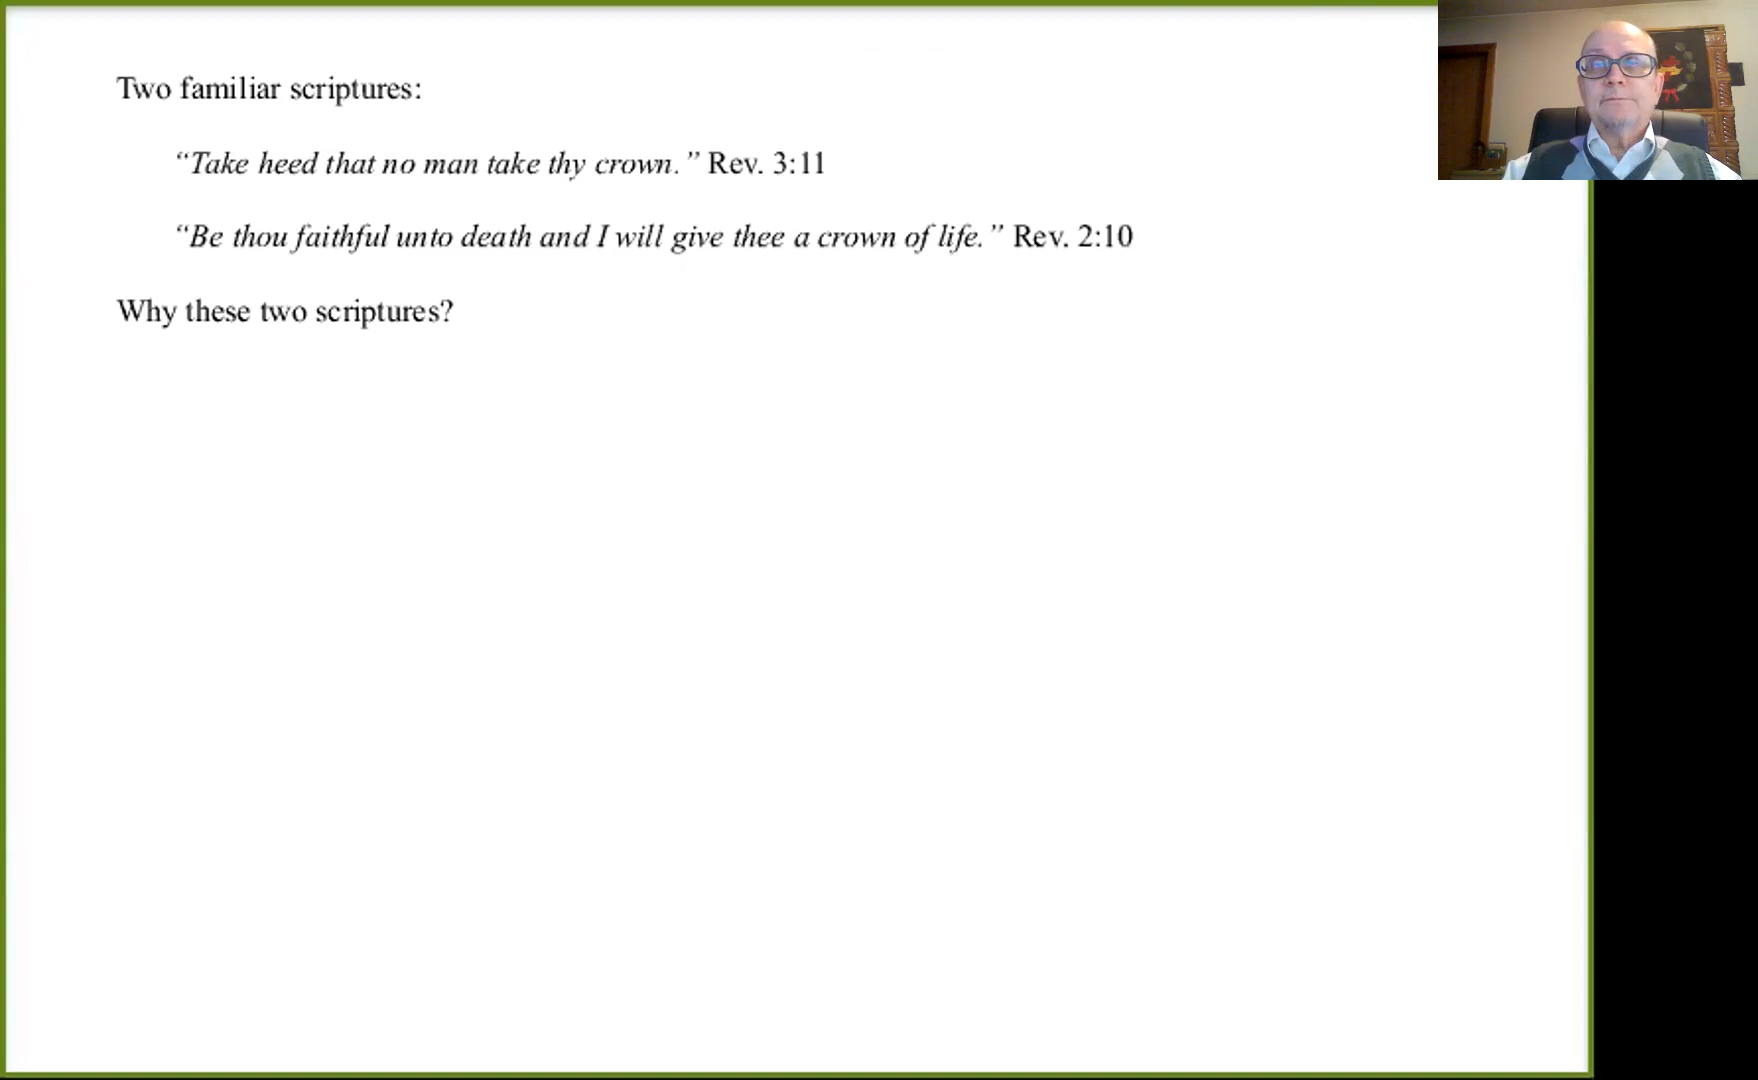 Two familiar scriptures:
“Take heed that no man take thy crown.” Rev. 3:11
“Be thou faithful unto death and I will give thee a crown of life.” Rev. 2:10
Why these two scriptures?